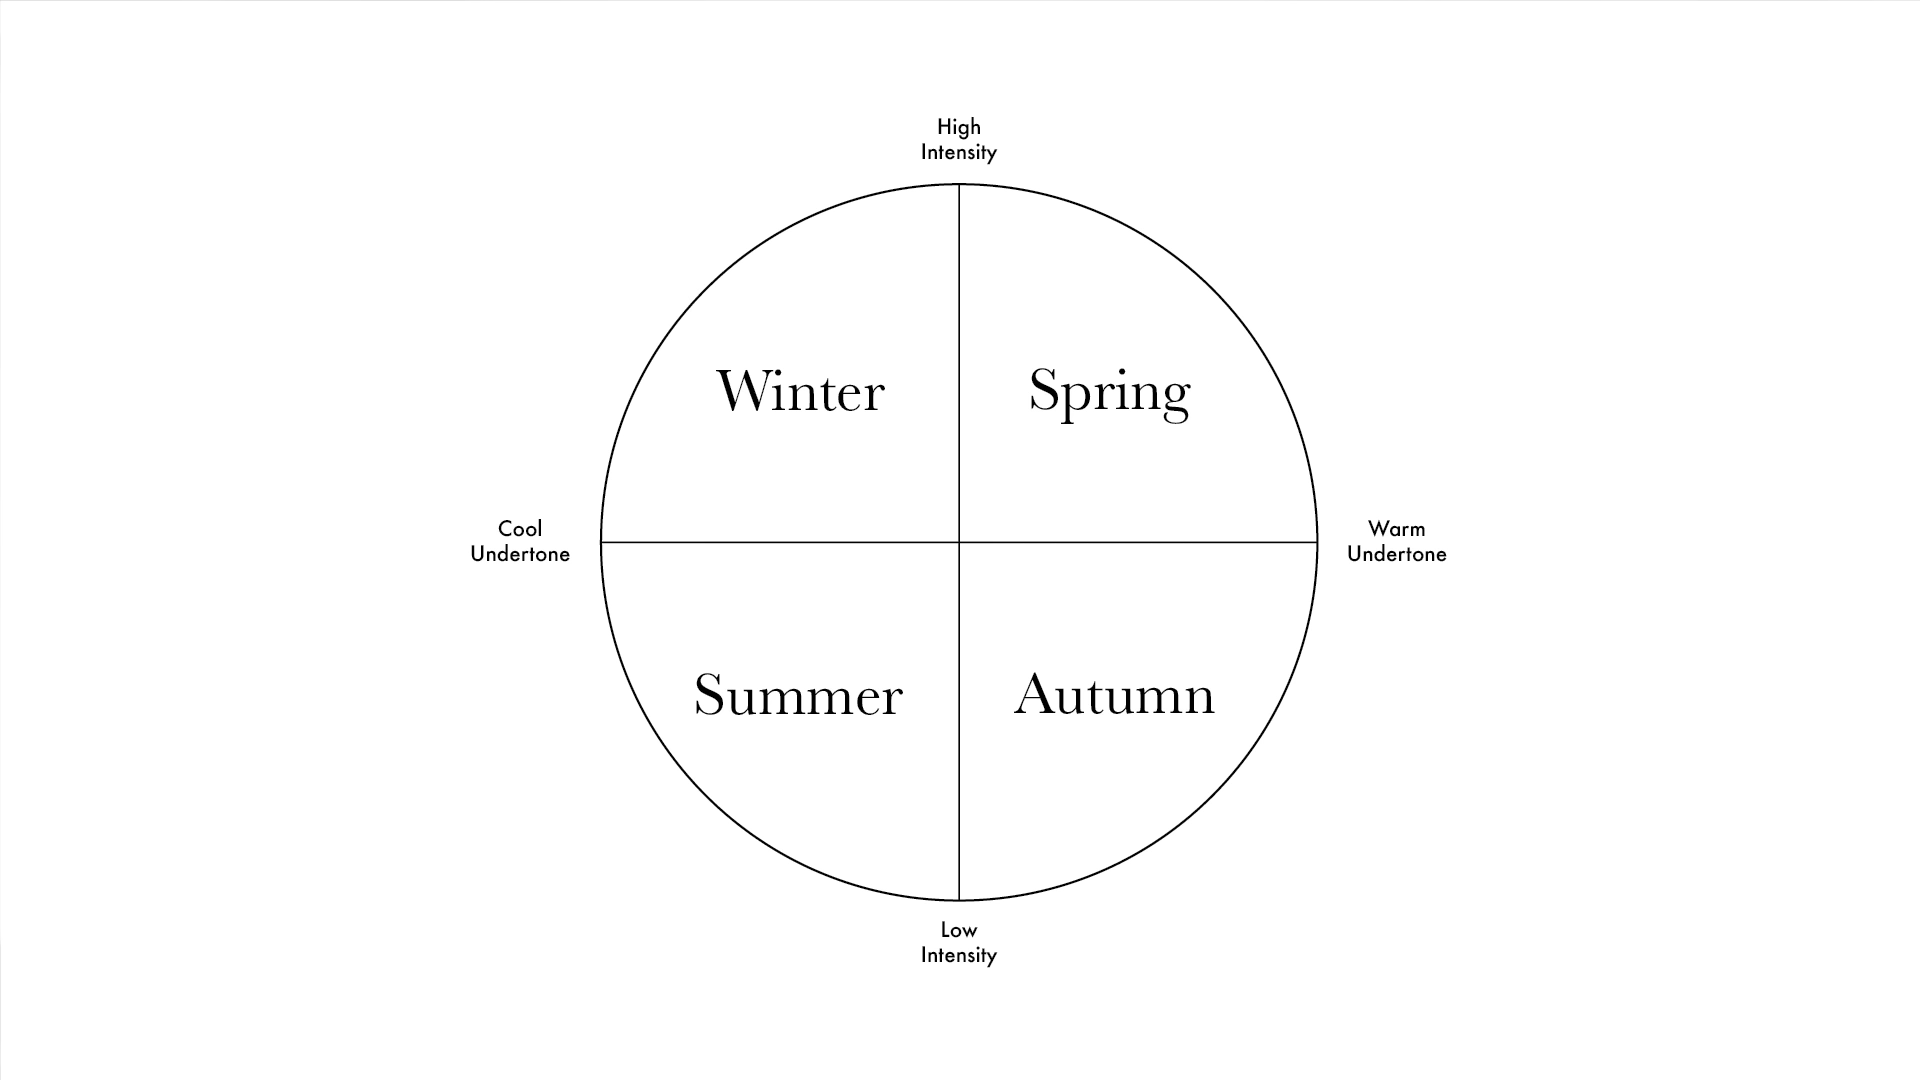 High
Intensity
Winter
Spring
Cool
Undertone
Warm
Undertone
Summer
Autumn
Low
Intensity